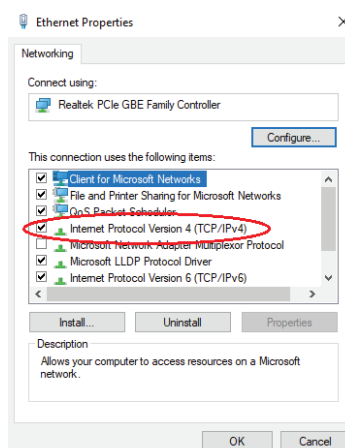 Ethernet Properties
Networking
Connect using:
Realtek PCIe GBE Family Controller
Configure...
This connection uses the following items:
Client for Microsoft Networks
File and Printer Sharing for Microsoft Networks
QoS Packet Scheduler
Internet Protocol Version 4 (TCP/IPv4)
Microsoft Network Adapter Multiplexor Protocol
Microsoft LLDP Protocol Driver
Internet Protocol Version 6 (TCP/IPv6)
Install... Uninstall Properties
Description
Allows your computer to access resources on a Microsoft
network.
OK Cancel